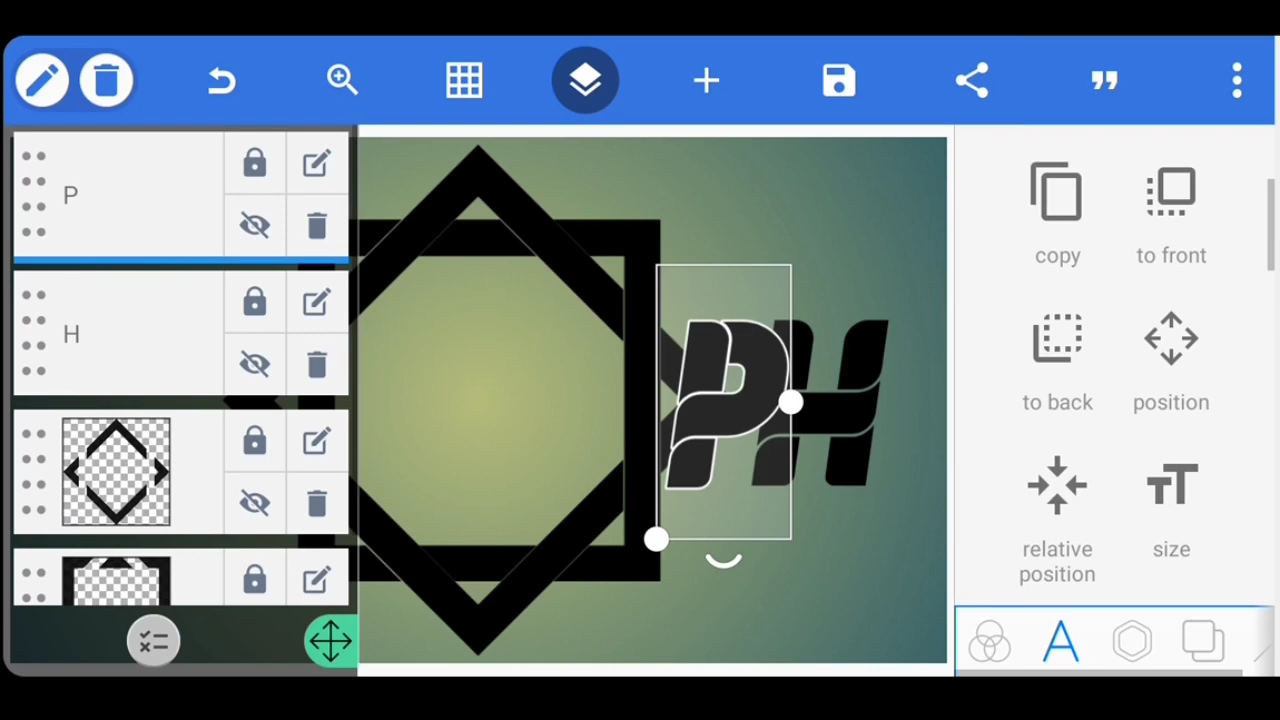 P
H
PH
copy
to front
to back
position
relative
position
size